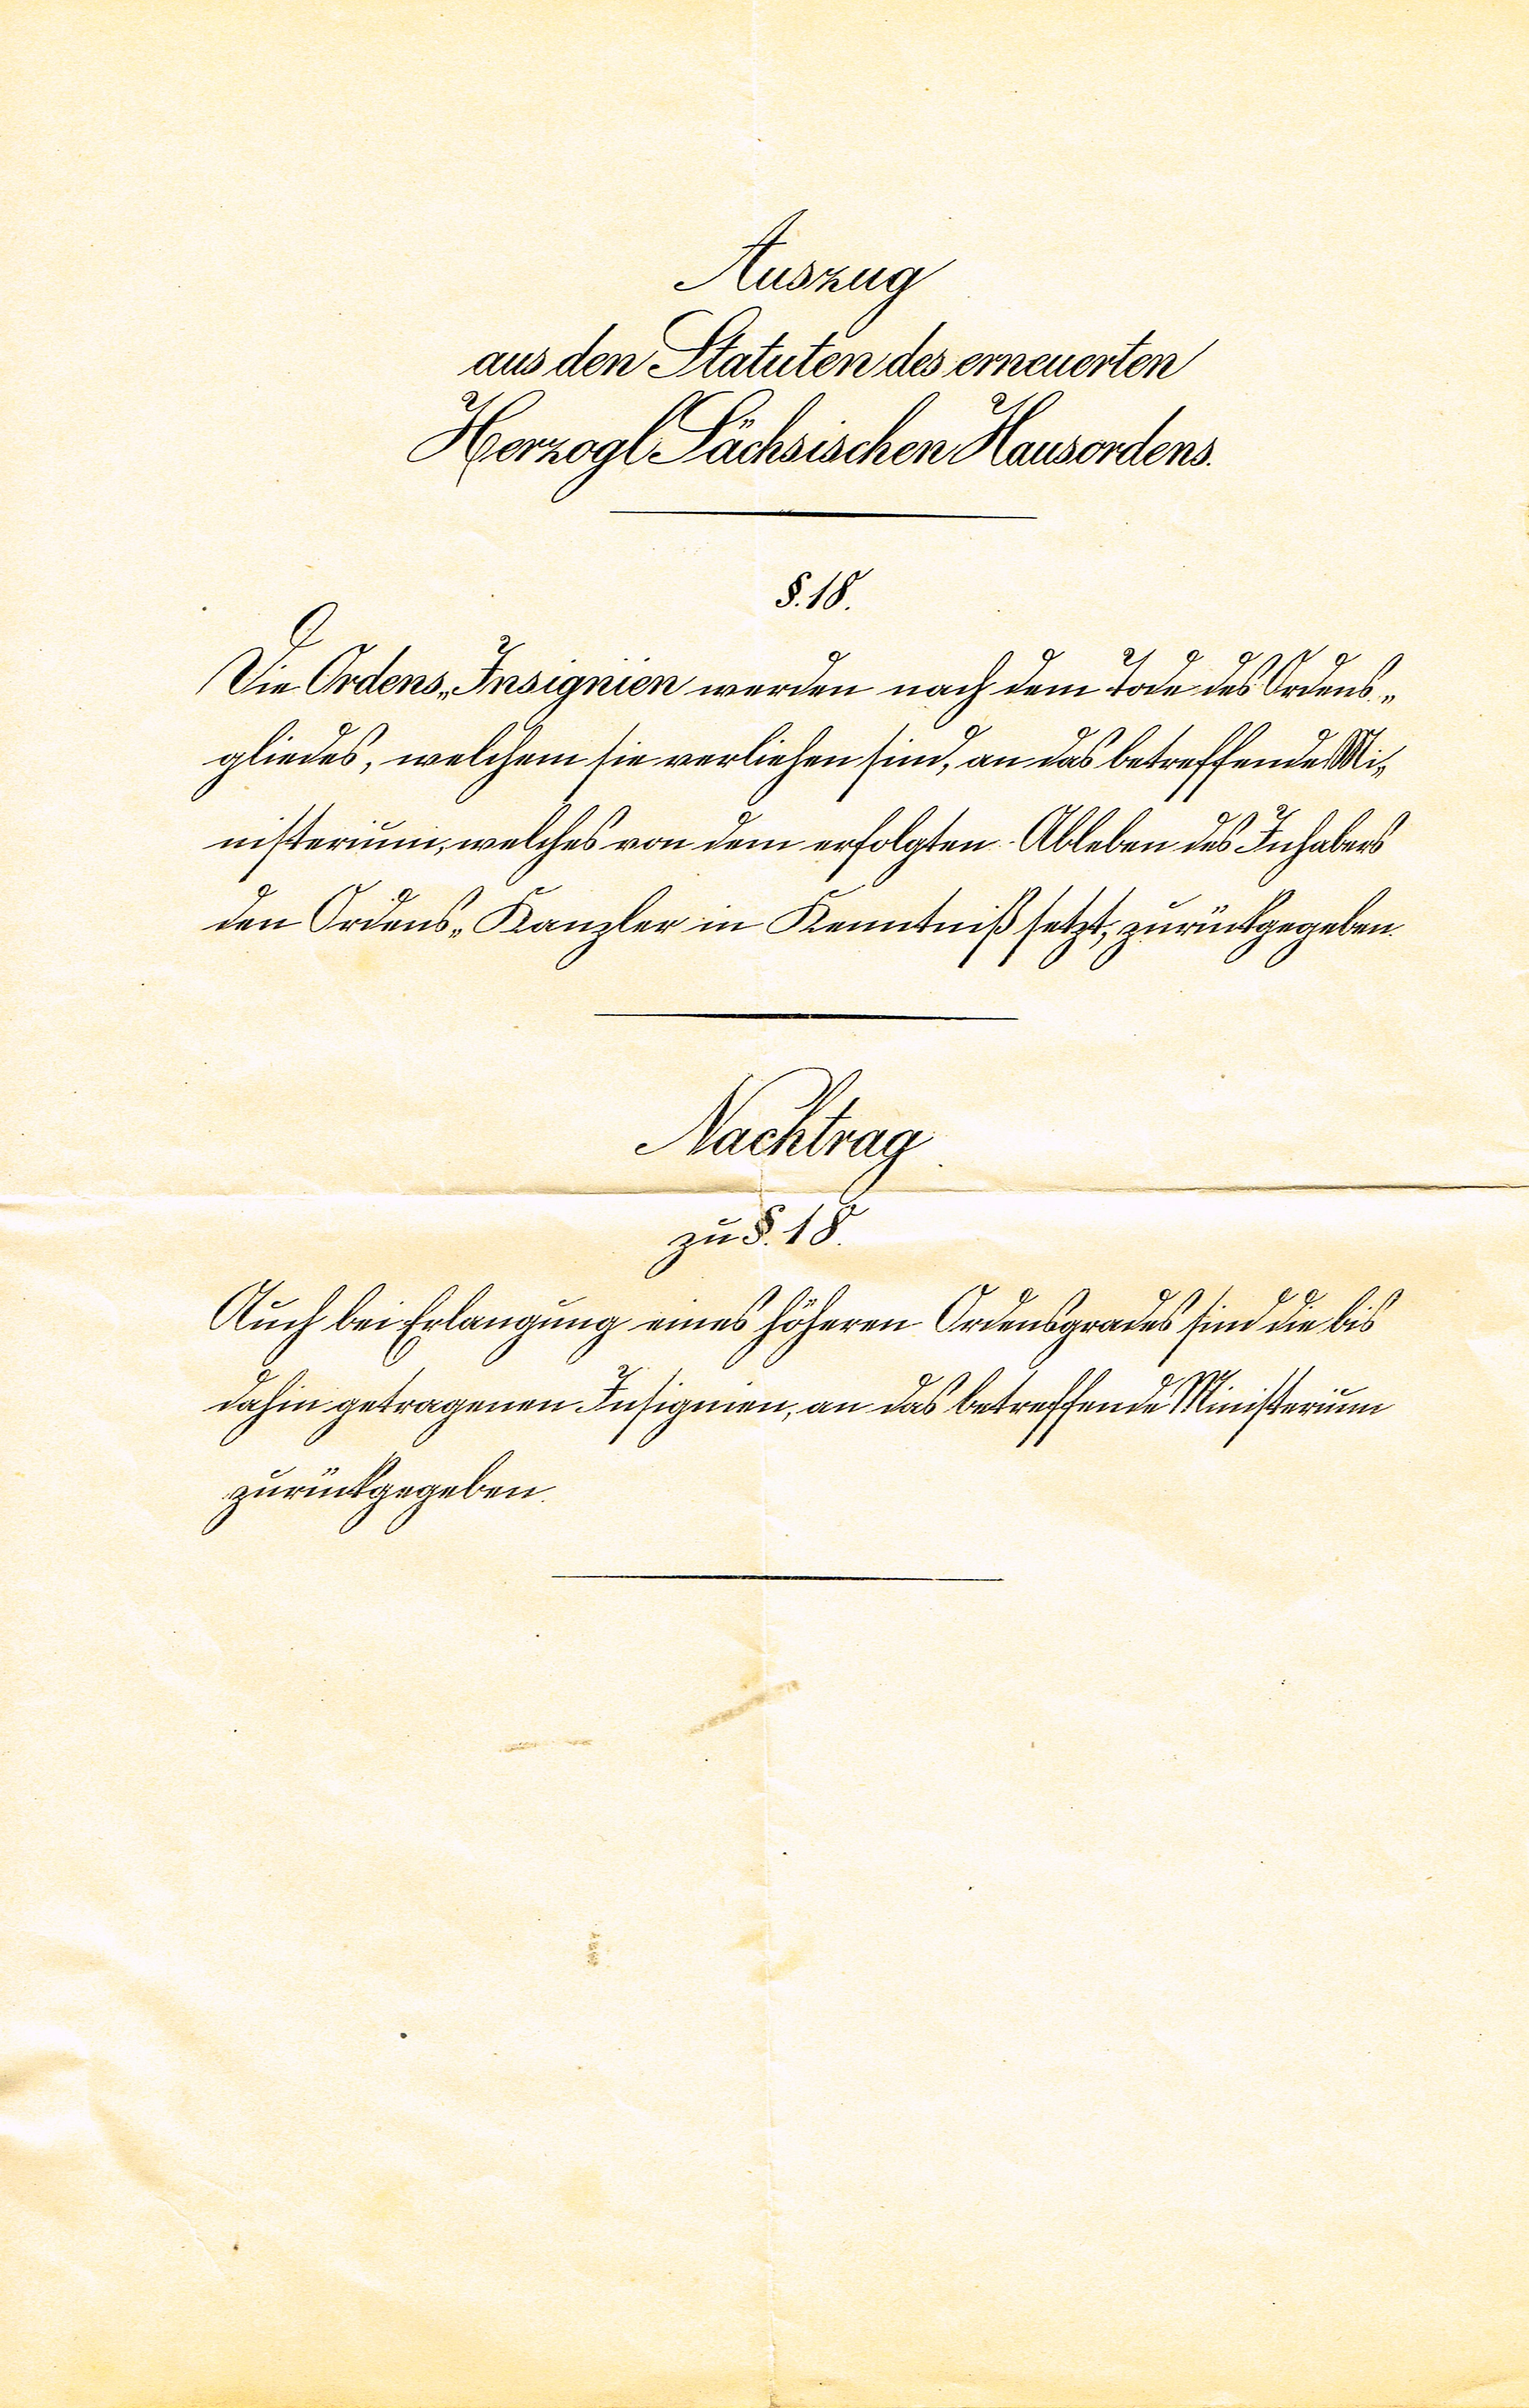 Auszug
aus den Statuten des erneuerten
Herzogl. Sächsischen Hausordens.
§. 18.
Die Ordens-Insignien werden nach dem Tode des Ordens-
gliedes, welchem sie verliehen sind, an das betreffende Mi-
nisterium, welches von dem erfolgten Ableben des Inhabers
den Ordens-Kanzler in Kenntniß setzt, zurückgegeben.
Nachtrag
zu §. 18.
Auch bei Erlangung eines höheren Ordensgrades sind die bis
dahin getragenen Insignien, an das betreffende Ministerium
zurückgegeben.